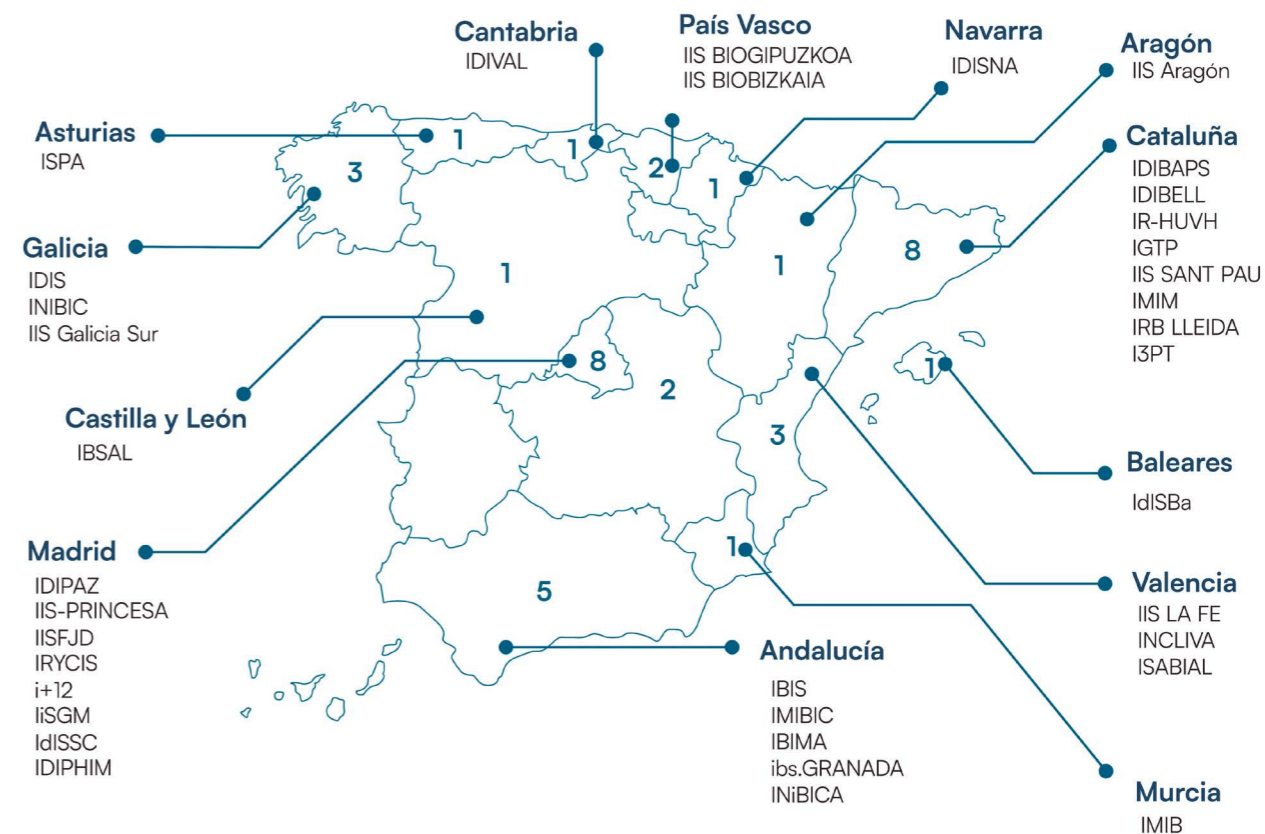 Cantabria
IDIVAL
País Vasco
IIS BIOGIPUZKOA
IIS BIOBIZKAIA
Navarra
IDISNA
Aragón
IIS Aragón
Asturias
ISPA
Cataluña
IDIBAPS
IDIBELL
IR-HUVH
IGTP
IIS SANT PAU
IMIM
IRB LLEIDA
I3PT
Galicia
IDIS
INIBIC
IIS Galicia Sur
3
1
1
2
1
1
8
1
8
2
1
3
1
5
Castilla y León
IBSAL
Baleares
IdISBa
Madrid
IDIPAZ
IIS-PRINCESA
IISFJD
IRYCIS
i+12
IiSGM
IdISSC
IDIPHIM
Valencia
IIS LA FE
INCLIVA
ISABIAL
Andalucía
IBIS
IMIBIC
IBIMA
ibs.GRANADA
INiBICA
Murcia
IMIB